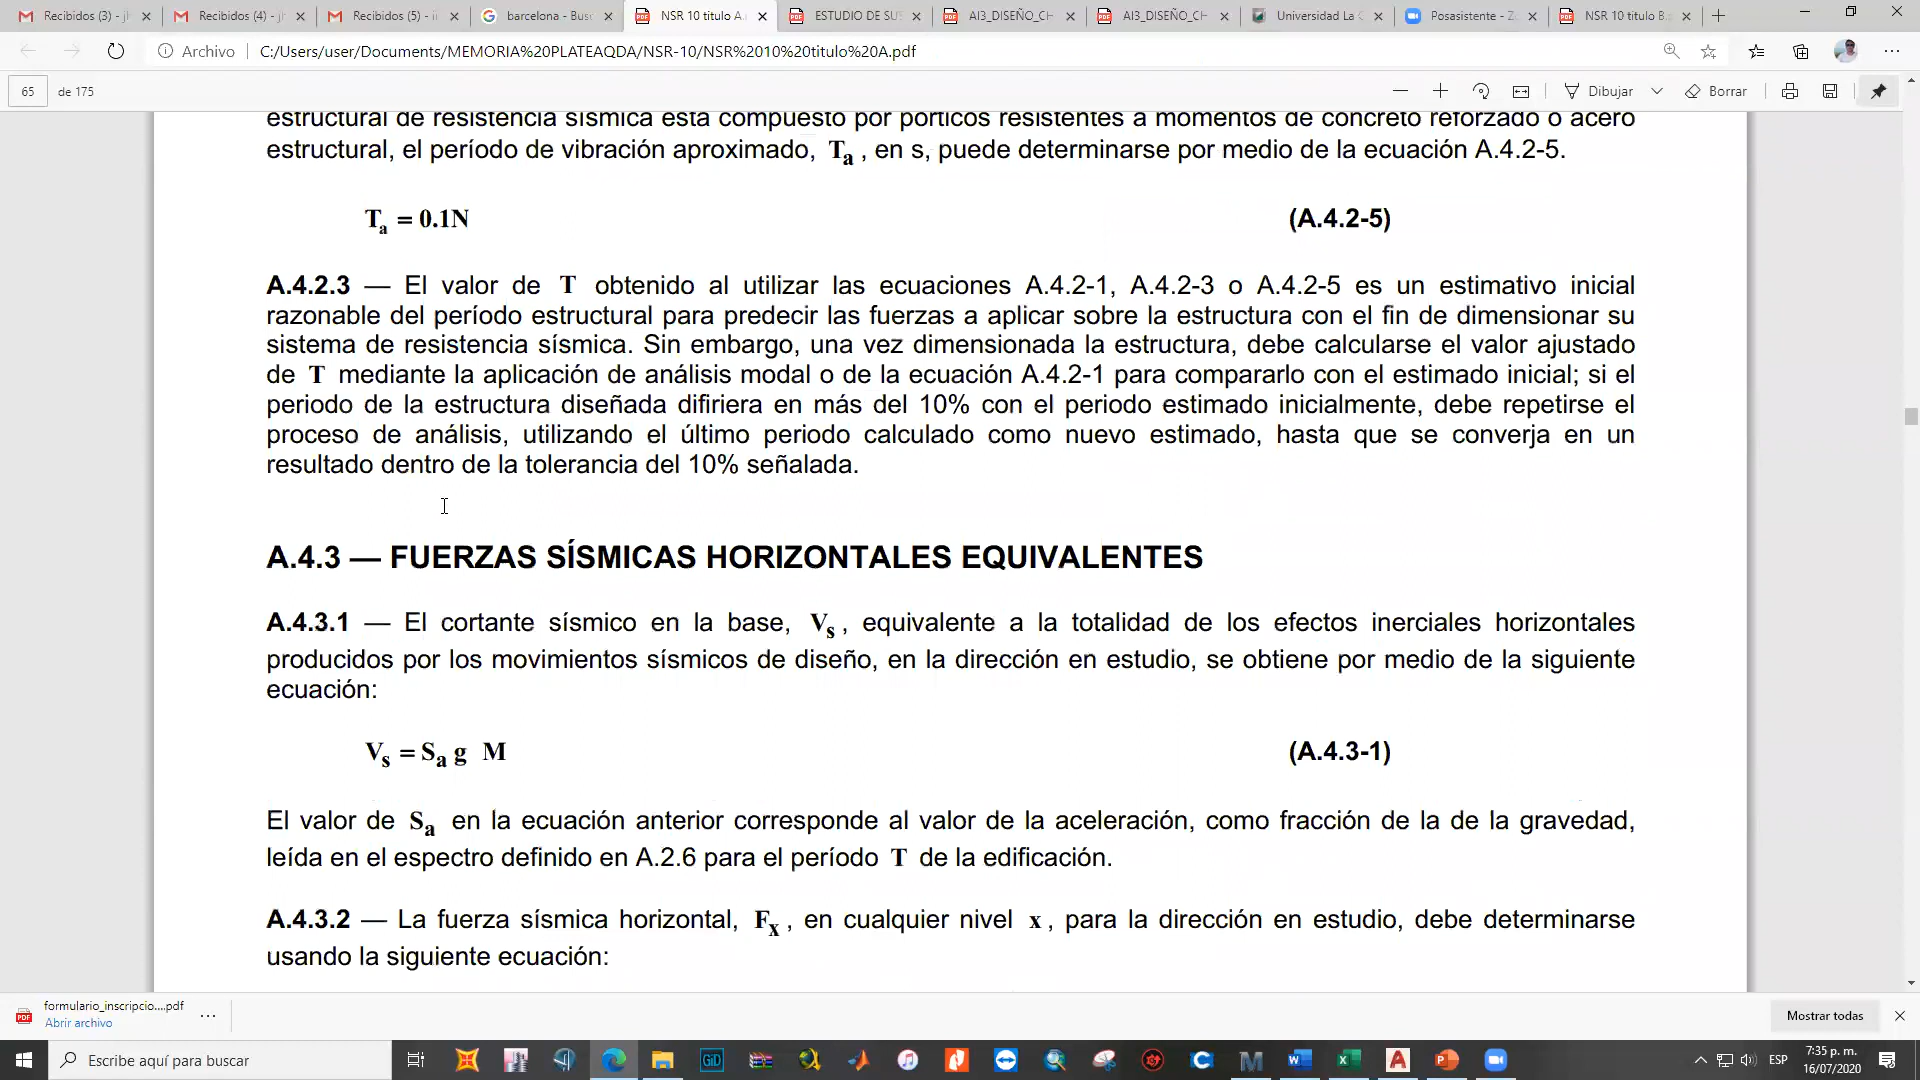 Recibidos (3) - jh
Recibidos (4) - jh
Recibidos (5) - ii
barcelona - Busc
NSR 10 titulo A.
ESTUDIO DE SUS
AI3_DISEÑO_CH
AI3_DISEÑO_CH
Universidad La G
Posasistente - Zo
NSR 10 titulo B.p
Archivo
C:/Users/user/Documents/MEMORIA%20PLATEAQDA/NSR-10/NSR%2010%20titulo%20A.pdf
65 de 175
Dibujar
Borrar
estructural de resistencia sísmica está compuesto por pórticos resistentes a momentos de concreto reforzado o acero
estructural, el período de vibración aproximado, Ta , en s, puede determinarse por medio de la ecuación A.4.2-5.
Ta = 0.1N (A.4.2-5)
A.4.2.3 — El valor de T obtenido al utilizar las ecuaciones A.4.2-1, A.4.2-3 o A.4.2-5 es un estimativo inicial
razonable del período estructural para predecir las fuerzas a aplicar sobre la estructura con el fin de dimensionar su
sistema de resistencia sísmica. Sin embargo, una vez dimensionada la estructura, debe calcularse el valor ajustado
de T mediante la aplicación de análisis modal o de la ecuación A.4.2-1 para compararlo con el estimado inicial; si el
periodo de la estructura diseñada difiriera en más del 10% con el periodo estimado inicialmente, debe repetirse el
proceso de análisis, utilizando el último periodo calculado como nuevo estimado, hasta que se converja en un
resultado dentro de la tolerancia del 10% señalada.
A.4.3 — FUERZAS SÍSMICAS HORIZONTALES EQUIVALENTES
A.4.3.1 — El cortante sísmico en la base, Vs , equivalente a la totalidad de los efectos inerciales horizontales
producidos por los movimientos sísmicos de diseño, en la dirección en estudio, se obtiene por medio de la siguiente
ecuación:
Vs = Sa g M (A.4.3-1)
El valor de Sa en la ecuación anterior corresponde al valor de la aceleración, como fracción de la de la gravedad,
leída en el espectro definido en A.2.6 para el período T de la edificación.
A.4.3.2 — La fuerza sísmica horizontal, Fx , en cualquier nivel x , para la dirección en estudio, debe determinarse
usando la siguiente ecuación:
formulario_inscripcio....pdf
Abrir archivo
Mostrar todas
Escribe aquí para buscar
GiD
ESP
7:35 p. m.
16/07/2020